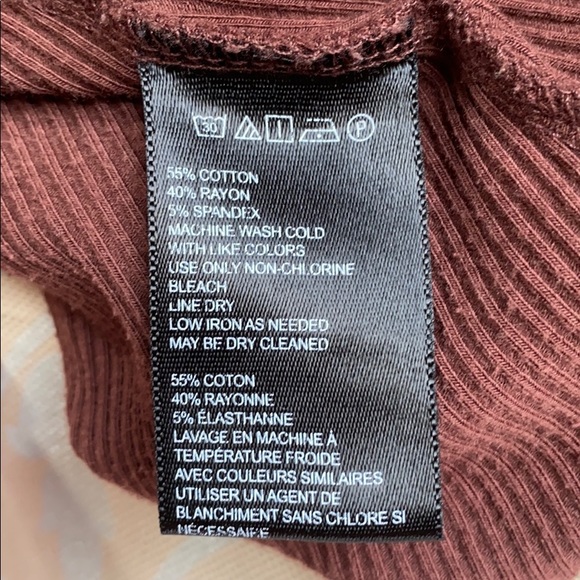 30 P
55% COTTON
40% RAYON
5% SPANDEX
MACHINE WASH COLD
WITH LIKE COLORS
USE ONLY NON-CHLORINE
BLEACH
LINE DRY
LOW IRON AS NEEDED
MAY BE DRY CLEANED
55% COTON
40% RAYONNE
5% ÉLASTHANNE
LAVAGE EN MACHINE À
TEMPÉRATURE FROIDE
AVEC COULEURS SIMILAIRES
UTILISER UN AGENT DE
BLANCHIMENT SANS CHLORE SI
NÉCESSAIRE